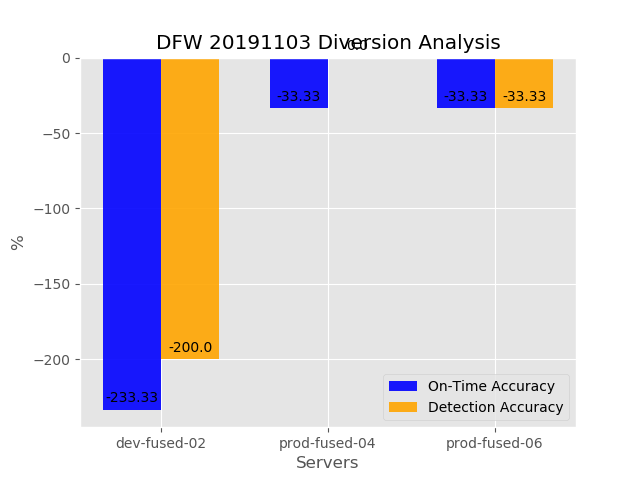 DFW 20191103 Diversion Analysis
0.0
0
−50
−100
−150
−200
%
-233.33
-200.0
-33.33
-33.33
-33.33
On-Time Accuracy
Detection Accuracy
dev-fused-02
prod-fused-04
prod-fused-06
Servers